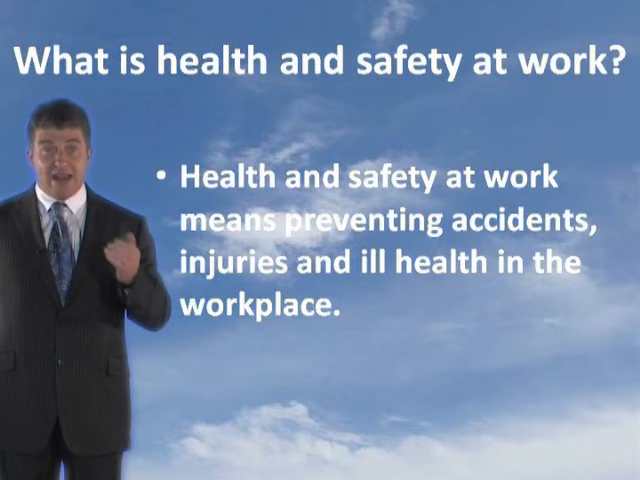 What is health and safety at work?
• Health and safety at work
means preventing accidents,
injuries and ill health in the
workplace.